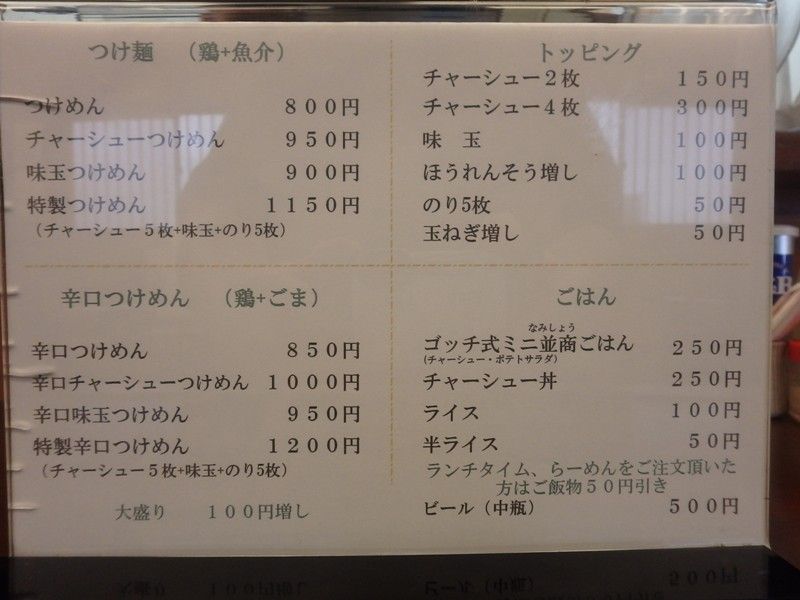 つけ麺 （鶏+魚介）
つけめん ８００円
チャーシューつけめん ９５０円
味玉つけめん ９００円
特製つけめん １１５０円
（チャーシュー５枚+味玉+のり5枚）
辛口つけめん （鶏+ごま）
辛口つけめん ８５０円
辛口チャーシューつけめん １０００円
辛口味玉つけめん ９５０円
特製辛口つけめん １２００円
（チャーシュー５枚+味玉+のり5枚）
大盛り １００円増し
トッピング
チャーシュー２枚 １５０円
チャーシュー４枚 ３００円
味　玉 １００円
ほうれんそう増し １００円
のり5枚 ５０円
玉ねぎ増し ５０円
ごはん
なみしょう
ゴッチ式ミニ並商ごはん ２５０円
(チャーシュー・ポテトサラダ)
チャーシュー丼 ２５０円
ライス １００円
半ライス ５０円
ランチタイム、らーめんをご注文頂いた
方はご飯物５０円引き
ビール（中瓶） ５００円